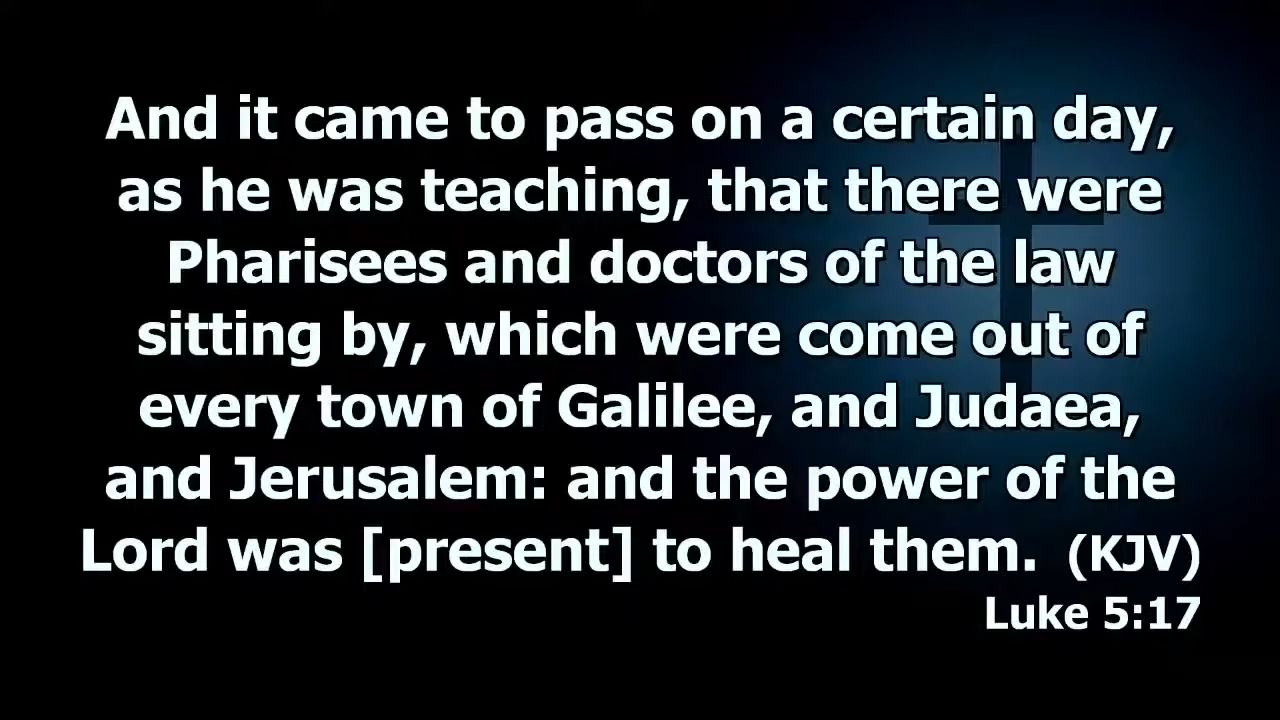 And it came to pass on a certain day,
as he was teaching, that there were
Pharisees and doctors of the law
sitting by, which were come out of
every town of Galilee, and Judaea,
and Jerusalem: and the power of the
Lord was [present] to heal them. (KJV)
Luke 5:17